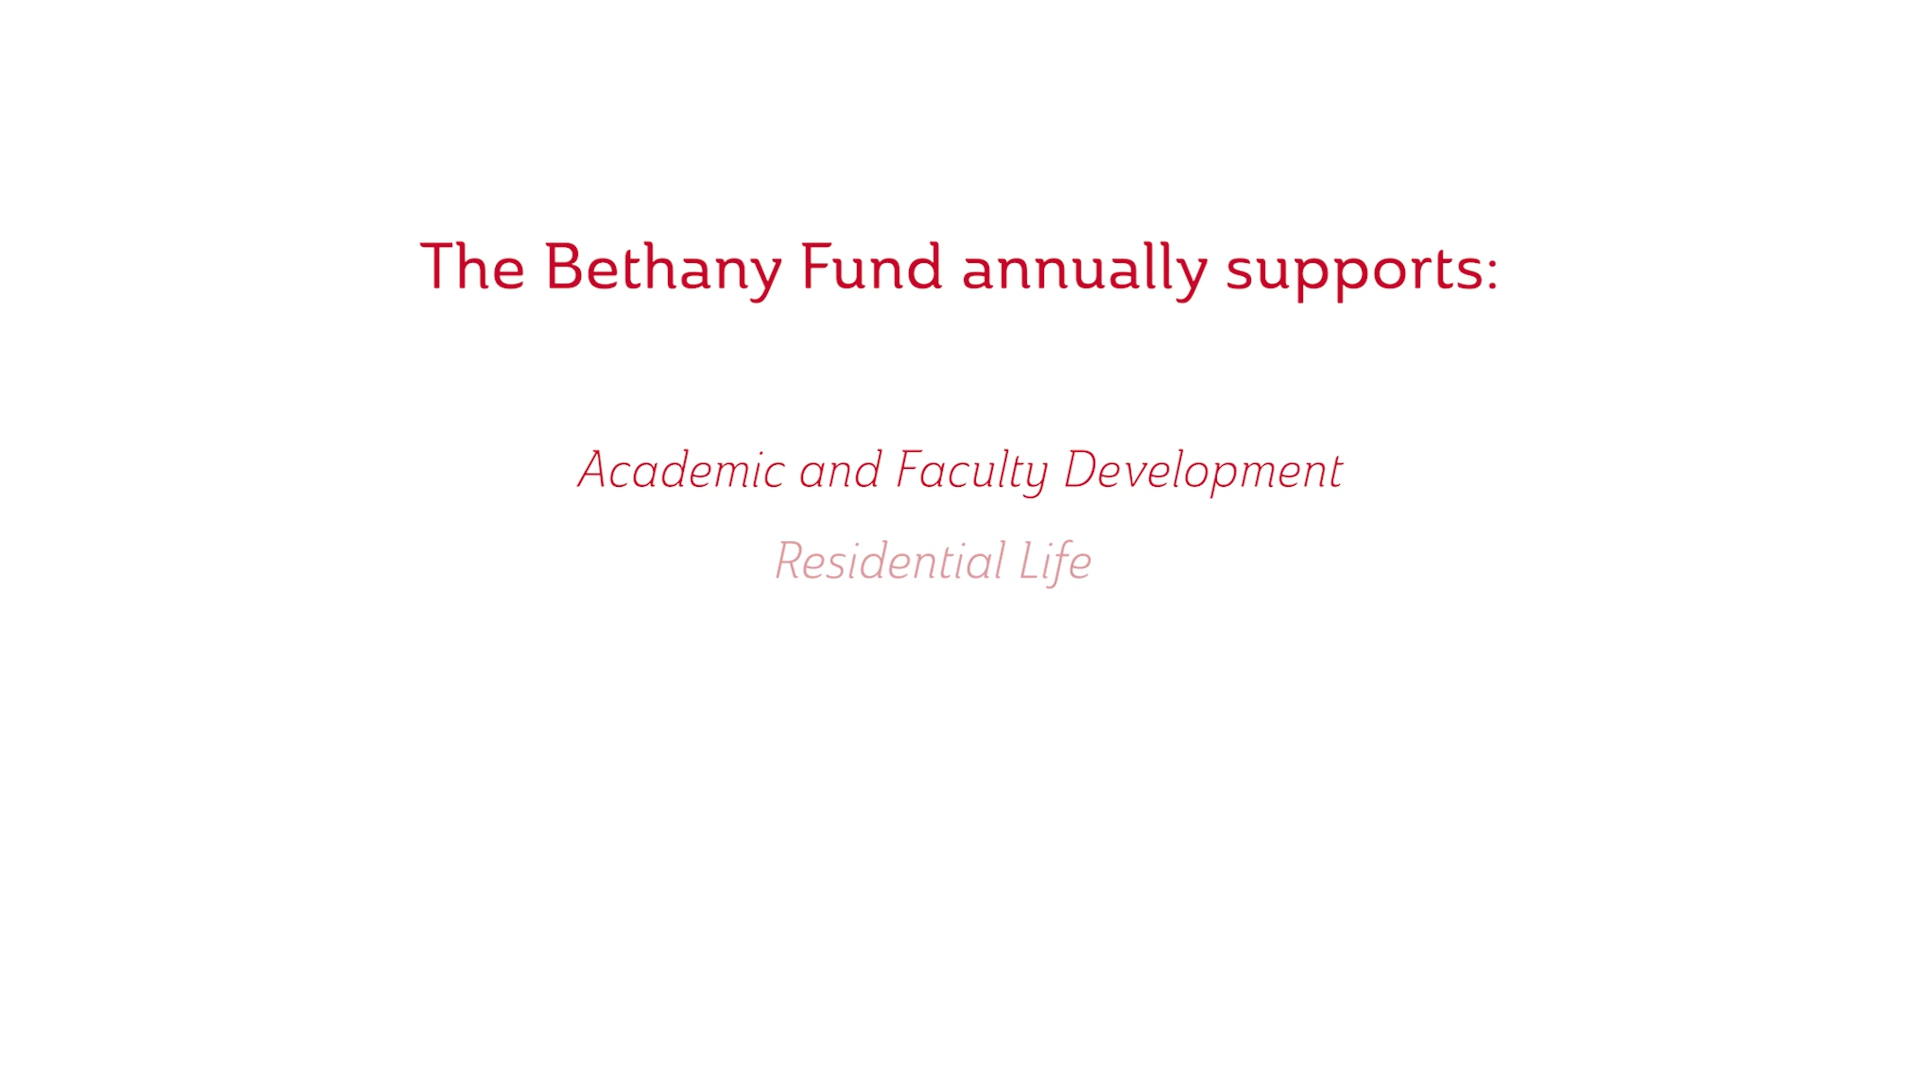 The Bethany Fund annually supports:
Academic and Faculty Development
Residential Life